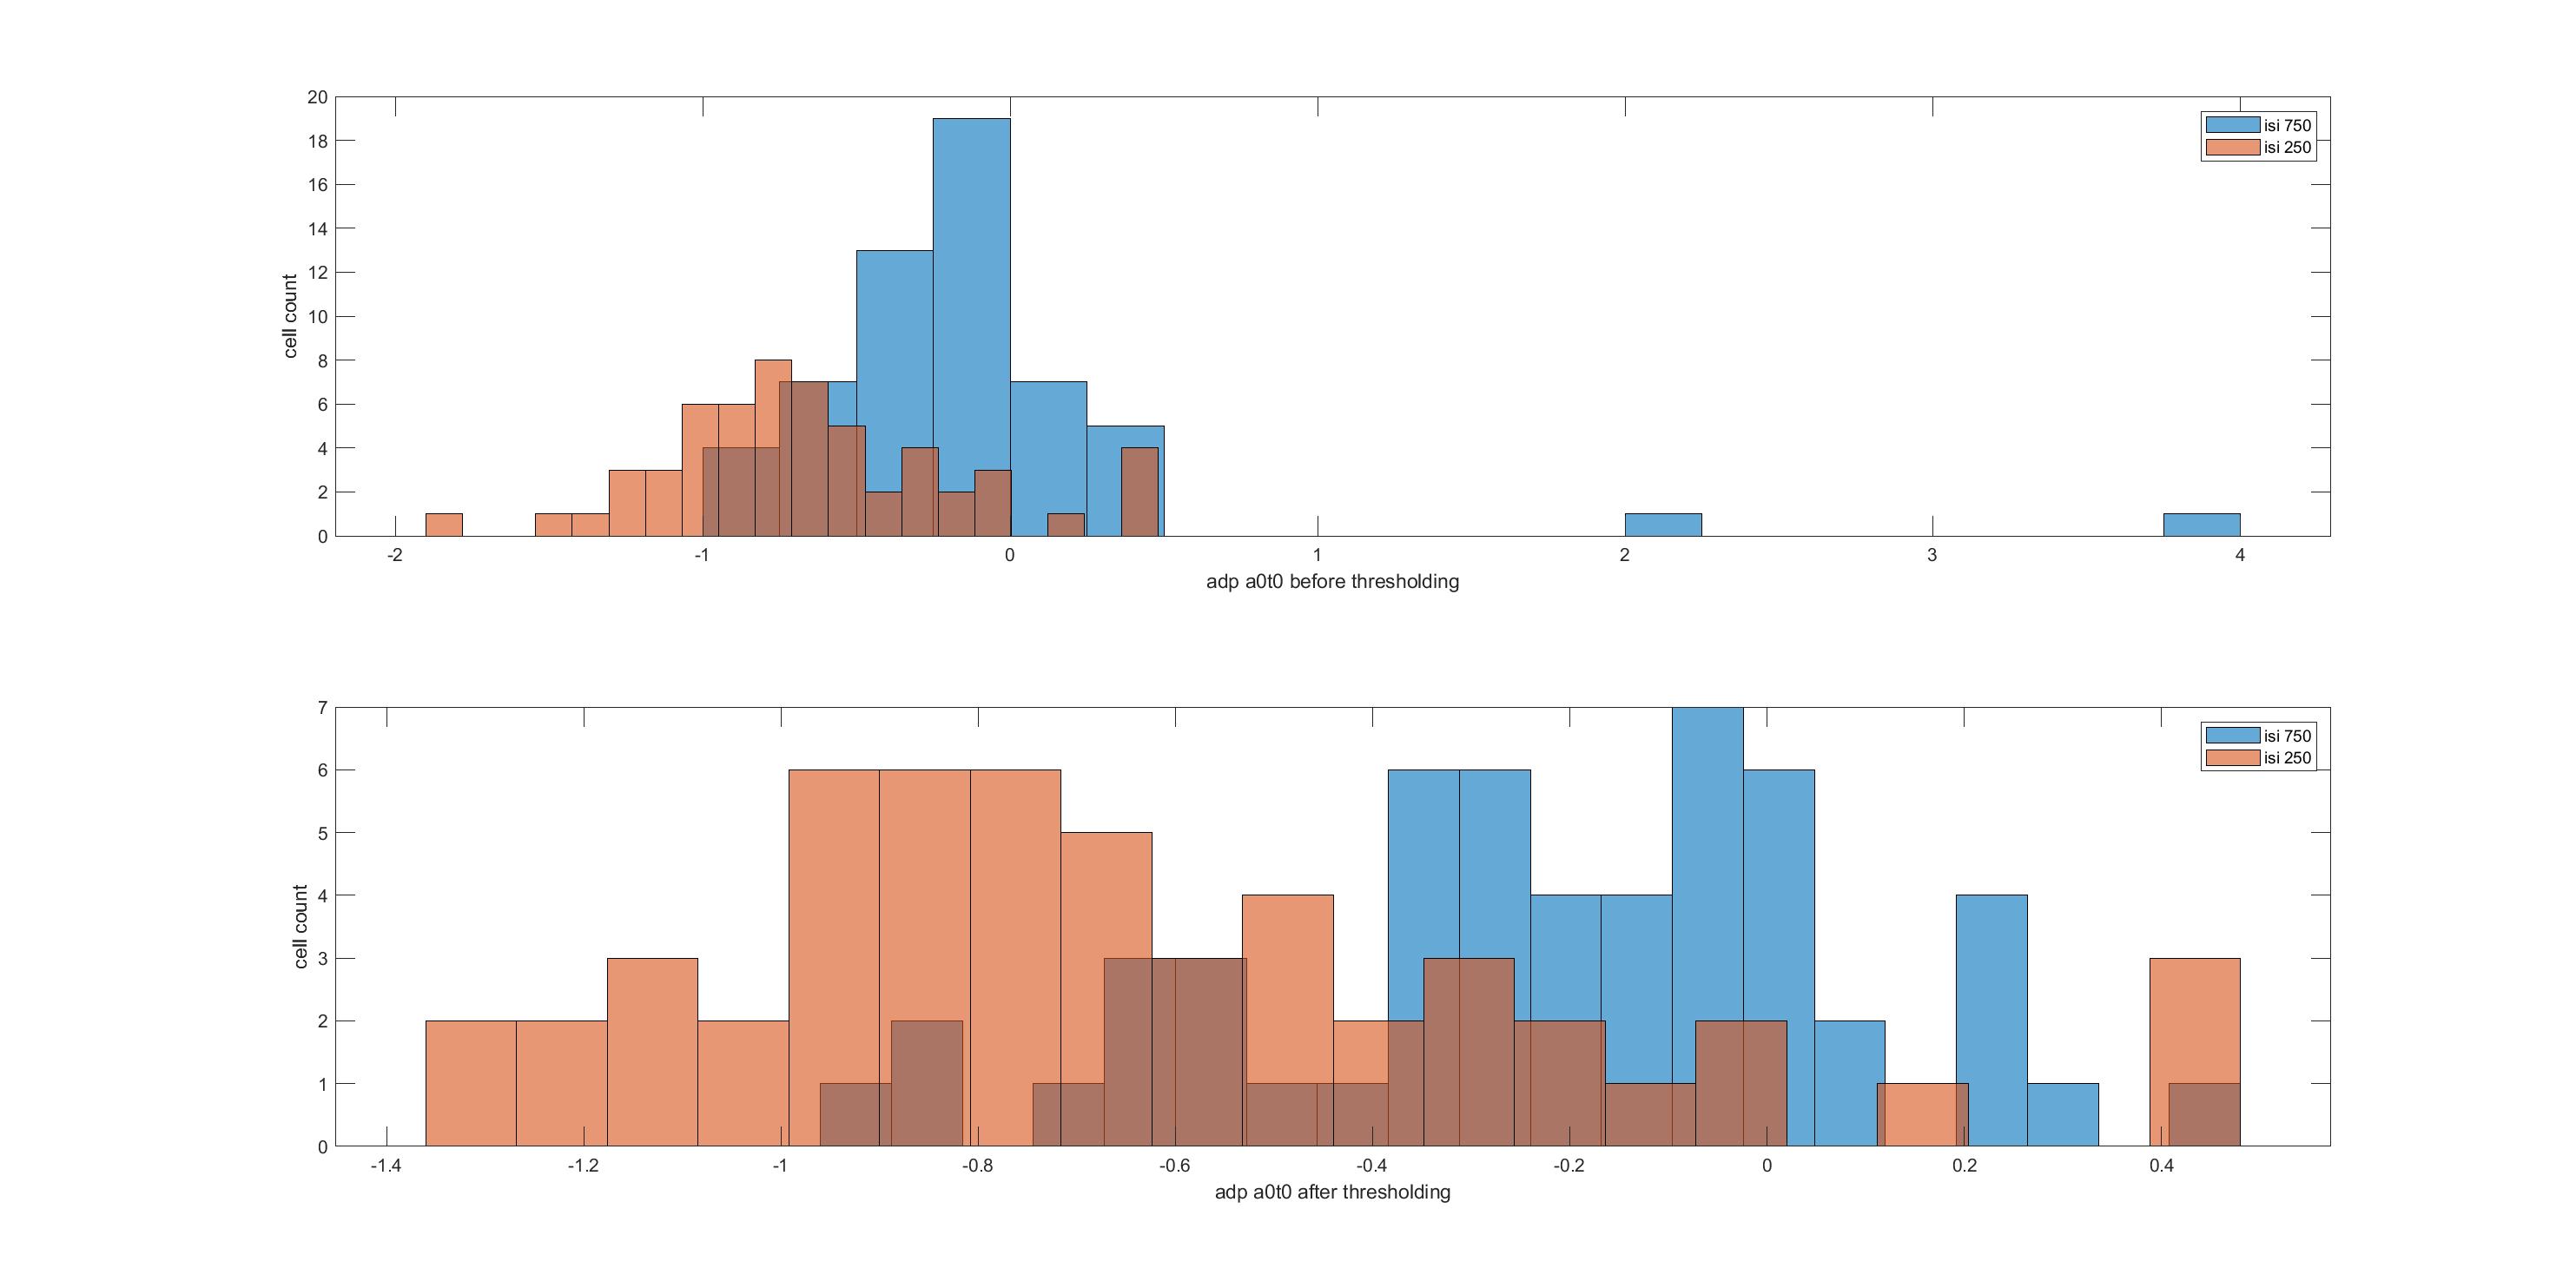 20
18
16
14
12
10
8
6
4
2
0
cell count
isi 750
isi 250
-2 -1 0 1 2 3 4
adp a0t0 before thresholding
7
6
5
4
3
2
1
0
cell count
isi 750
isi 250
-1.4 -1.2 -1 -0.8 -0.6 -0.4 -0.2 0 0.2 0.4
adp a0t0 after thresholding